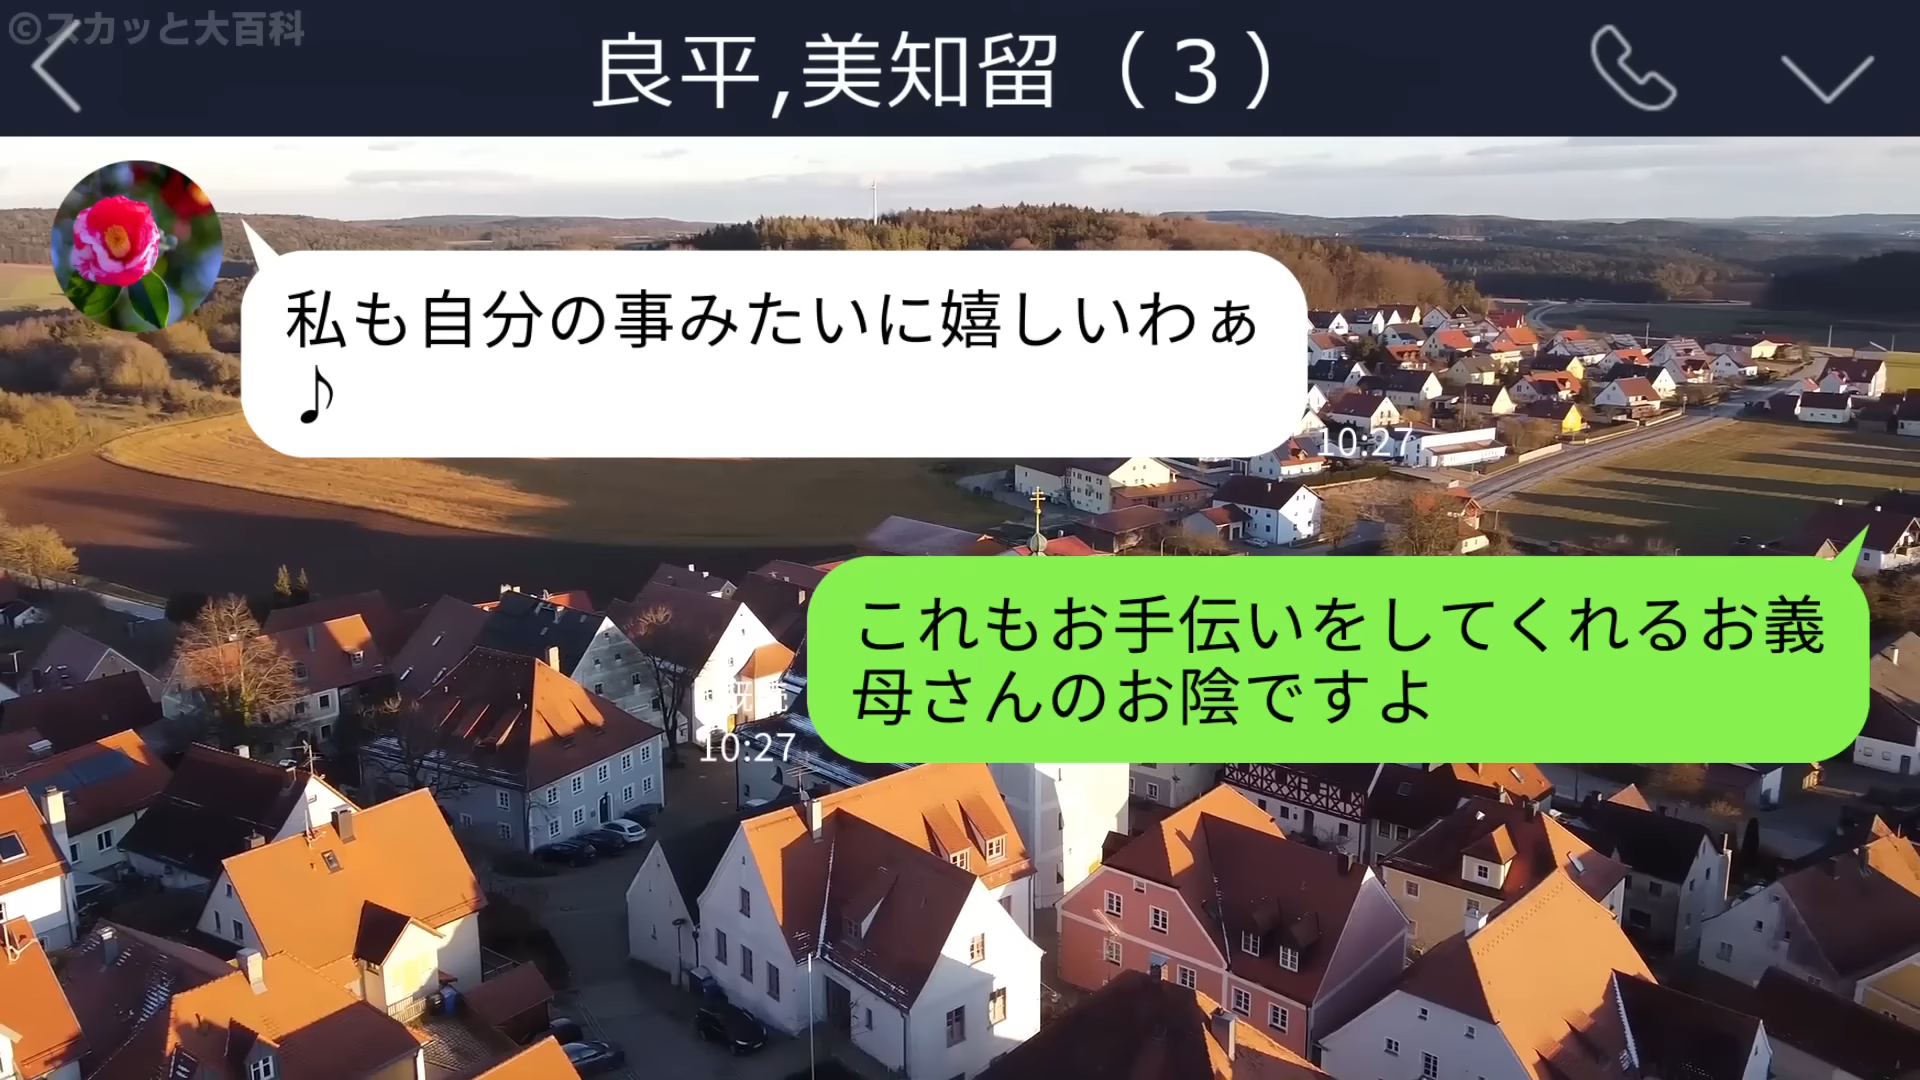 ©スカッと大百科
良平,美知留（３）
私も自分の事みたいに嬉しいわぁ
♪
10:27
これもお手伝いをしてくれるお義
母さんのお陰ですよ
既読
10:27